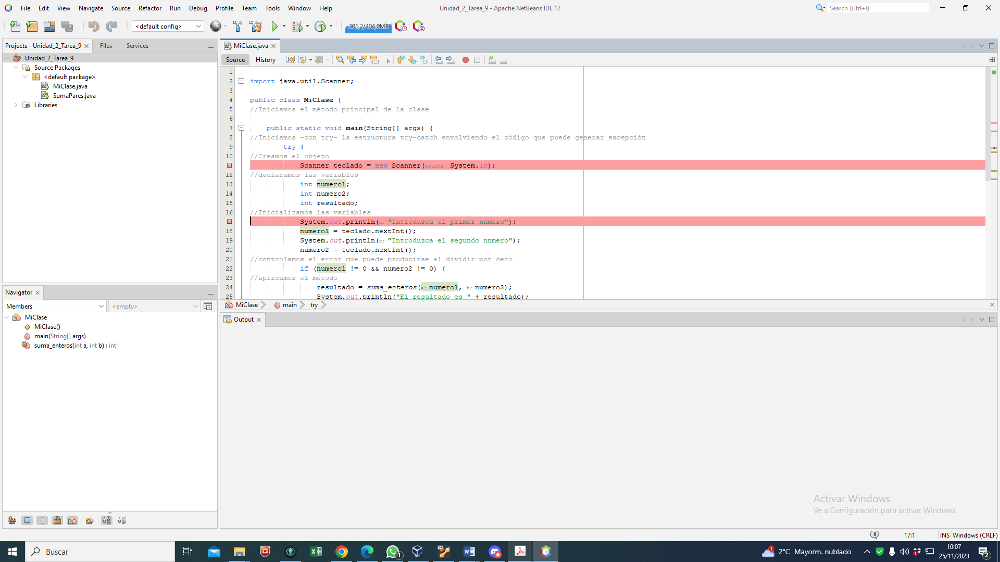 File Edit View Navigate Source Refactor Run Debug Profile Team Tools Window Help
Unidad_2_Tarea_9 - Apache NetBeans IDE 17
Search (Ctrl+I)
<default config>
301,2/404,0MB
Projects - Unidad_2_Tarea_9
Files
Services
Unidad_2_Tarea_9
Source Packages
<default package>
MiClase.java
SumaPares.java
Libraries
MiClase.java
Source
History
1
2 import java.util.Scanner;
3
4 public class MiClase {
5 //Iniciamos el método principal de la clase
6
7 public static void main(String[] args) {
8 //Iniciamos -con try- la estructura try-catch envolviendo el código que puede generar excepción
9 try {
10 //Creamos el objeto
Scanner teclado = new Scanner(source: System.in);
12 //declaramos las variables
13 int numero1;
14 int numero2;
15 int resultado;
16 //Inicializamos las variables
System.out.println(x: "Introduzca el primer nnmero");
18 numero1 = teclado.nextInt();
19 System.out.println(x: "Introduzca el segundo nnmero");
20 numero2 = teclado.nextInt();
21 //controlamos el error que puede producirse al dividir por cero
22 if (numero1 != 0 && numero2 != 0) {
23 //aplicamos el método
24 resultado = suma_enteros(a: numero1, b: numero2);
25 System.out.println("El resultado es " + resultado);
MiClase main try
Navigator
Members
<empty>
MiClase
MiClase()
main(String[] args)
suma_enteros(int a, int b) : int
Output
Activar Windows
Ve a Configuración para activar Windows.
1
17:1
INS
Windows (CRLF)
Buscar
1
1
2°C Mayorm. nublado
10:07
25/11/2023
2